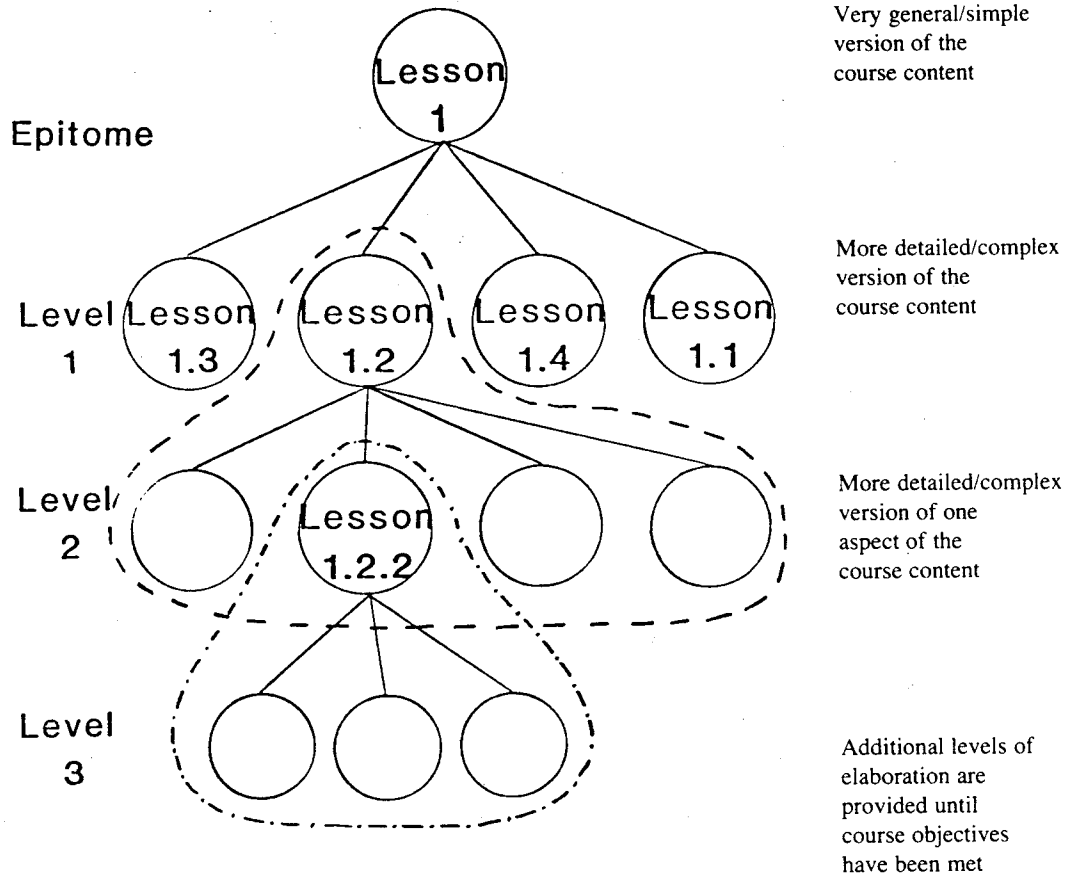 Very general/simple
version of the
course content
Lesson
1
Epitome
More detailed/complex
version of the
course content
Level
1
Lesson
1.3
Lesson
1.2
Lesson
1.4
Lesson
1.1
More detailed/complex
version of one
aspect of the
course content
Level
2
Lesson
1.2.2
Level
3
Additional levels of
elaboration are
provided until
course objectives
have been met